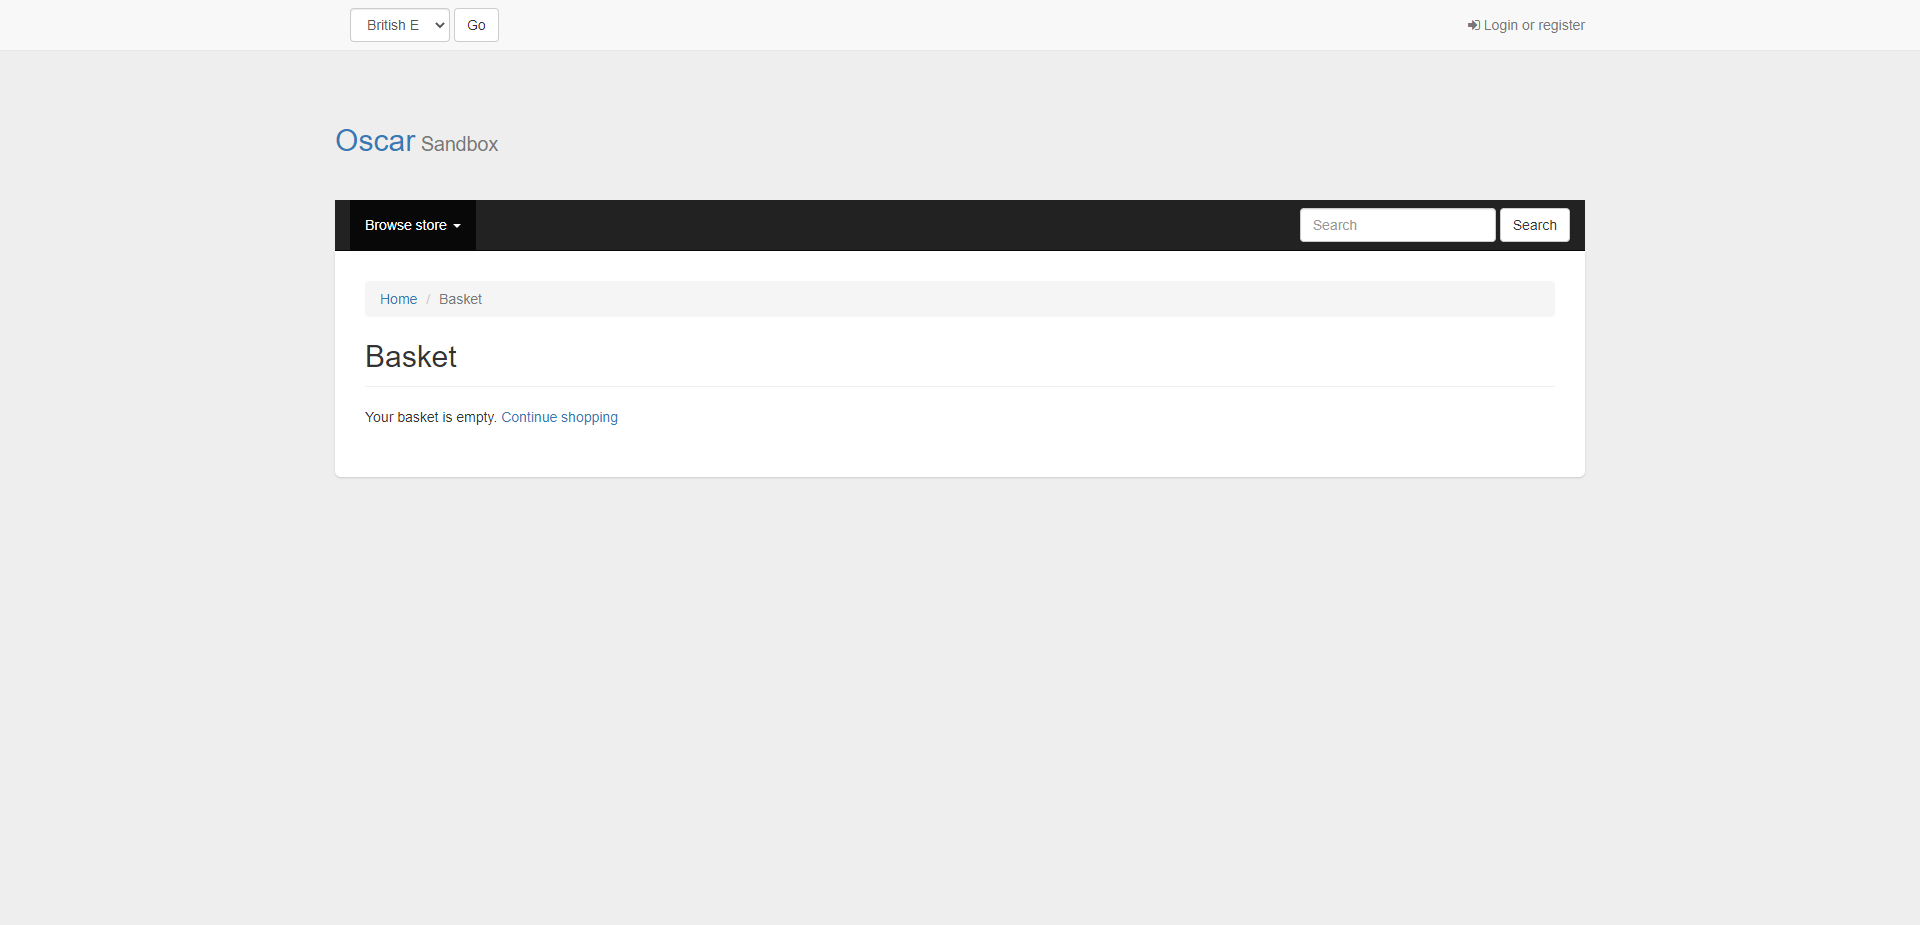 British E
Go
Login or register
Oscar Sandbox
Browse store
Search
Search
Home / Basket
Basket
Your basket is empty. Continue shopping